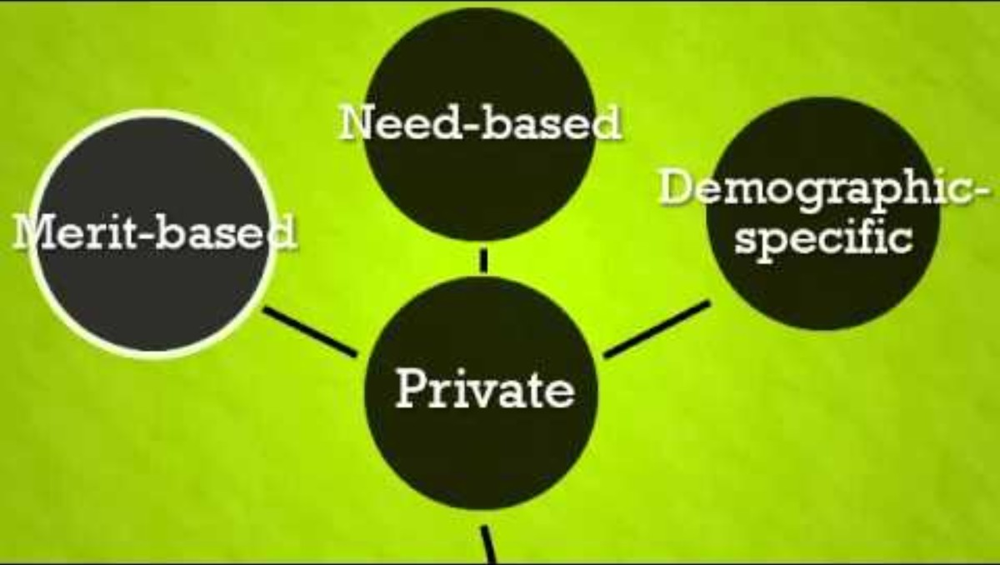 Need-based
Demographic-
specific
Merit-based
Private